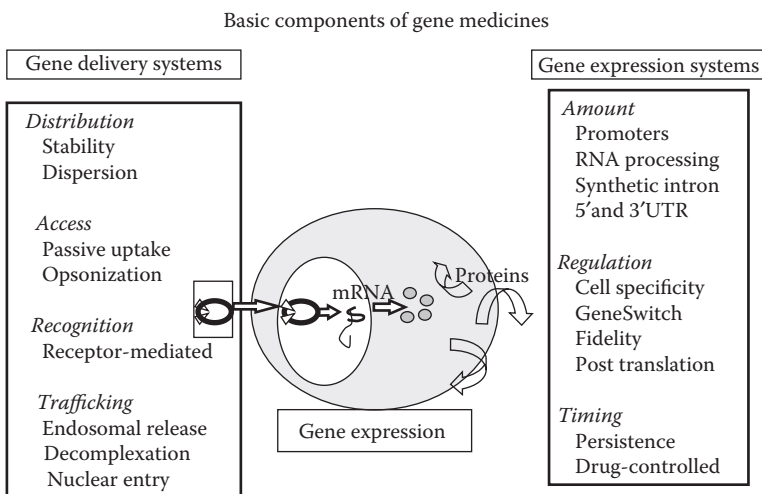 Basic components of gene medicines
Gene delivery systems
Distribution
Stability
Dispersion
Access
Passive uptake
Opsonization
Recognition
Receptor-mediated
Trafficking
Endosomal release
Decomplexation
Nuclear entry
mRNA
Proteins
Gene expression
Gene expression systems
Amount
Promoters
RNA processing
Synthetic intron
5′and 3′UTR
Regulation
Cell specificity
GeneSwitch
Fidelity
Post translation
Timing
Persistence
Drug-controlled